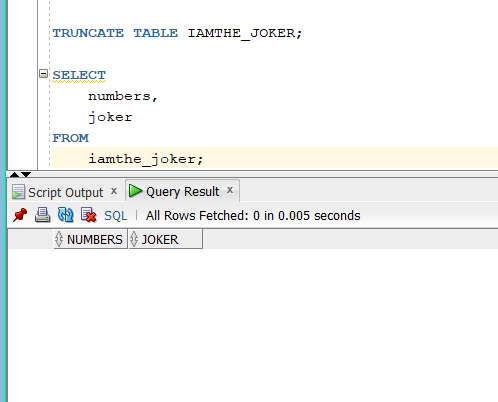 TRUNCATE TABLE IAMTHE_JOKER;
SELECT
numbers,
joker
FROM
iamthe_joker;
Script Output x Query Result x
SQL | All Rows Fetched: 0 in 0.005 seconds
NUMBERS JOKER